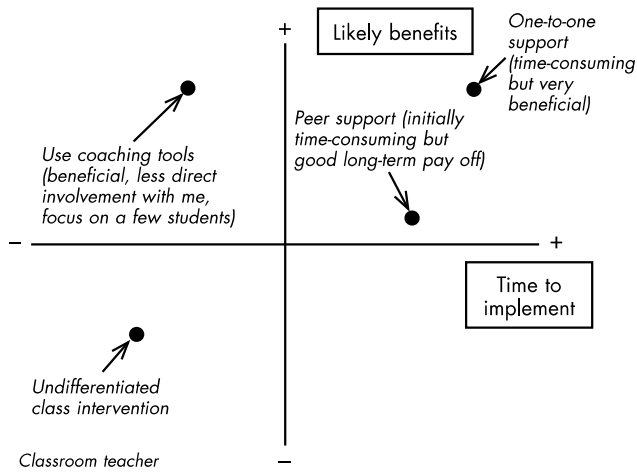 +
Likely benefits
One-to-one
support
(time-consuming
but very
beneficial)
Peer support (initially
time-consuming but
good long-term pay off)
Use coaching tools
(beneficial, less direct
involvement with me,
focus on a few students)
–
+
Time to
implement
Undifferentiated
class intervention
Classroom teacher
–